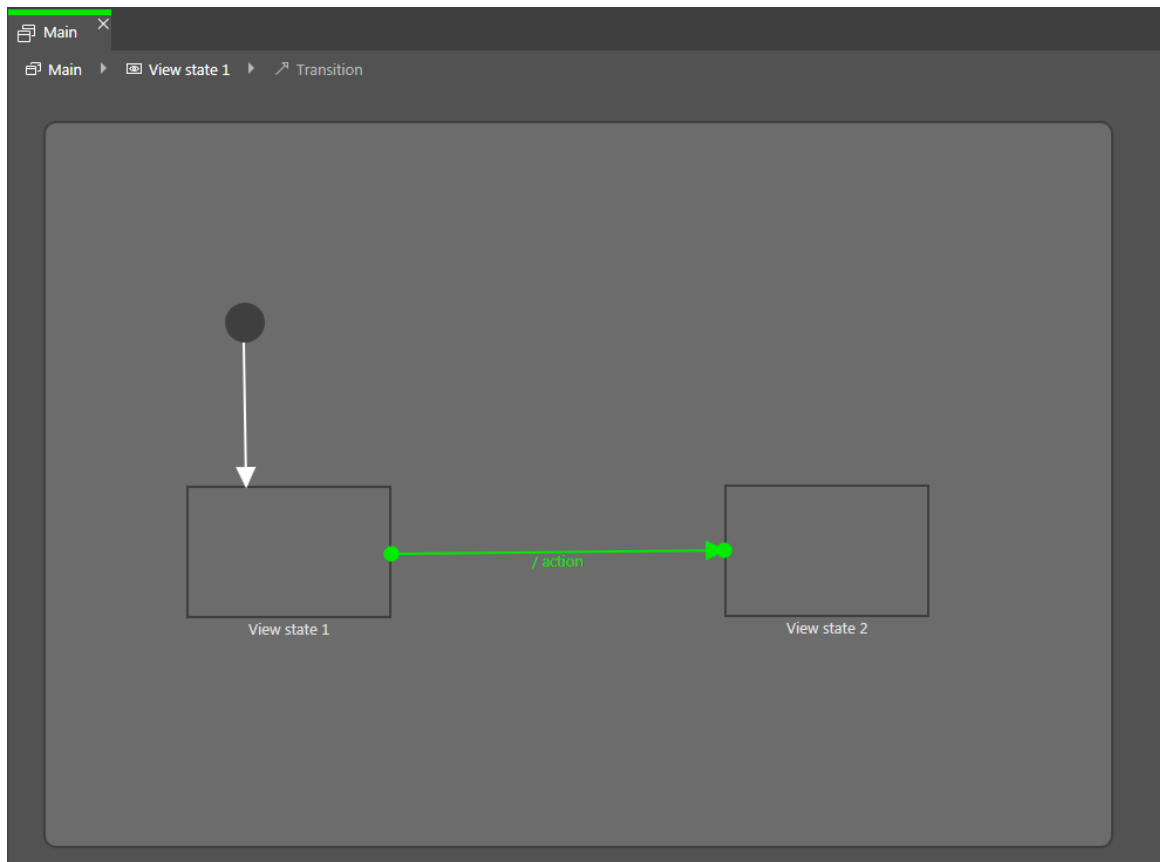 Main
Main View state 1 Transition
/ action
View state 1
View state 2